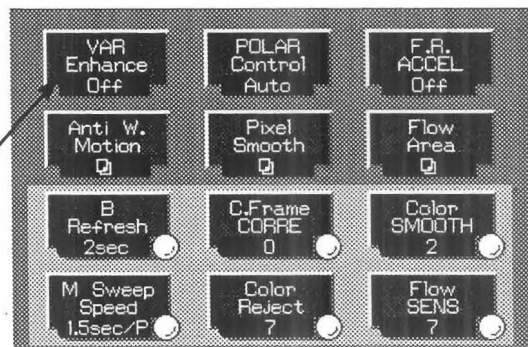 VAR
Enhance
Off
POLAR
Control
Auto
F.R.
ACCEL
Off
Anti W.
Motion
Pixel
Smooth
Flow
Area
B
Refresh
2sec
C.Frame
CORRE
0
Color
SMOOTH
2
M Sweep
Speed
1.5sec/P
Color
Reject
7
Flow
SENS
7